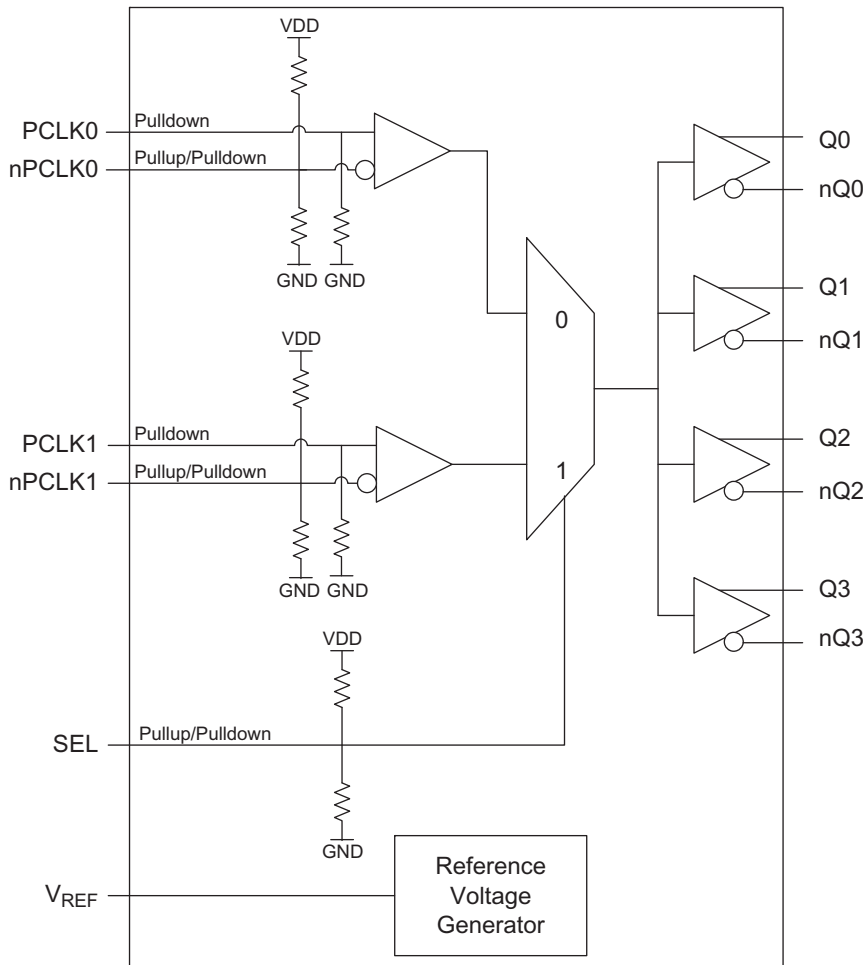 VDD
PCLK0
Pulldown
nPCLK0
Pullup/Pulldown
GND
GND
Q0
nQ0
Q1
nQ1
0
VDD
PCLK1
Pulldown
nPCLK1
Pullup/Pulldown
1
Q2
nQ2
GND
GND
Q3
nQ3
VDD
SEL
Pullup/Pulldown
GND
VREF
Reference
Voltage
Generator